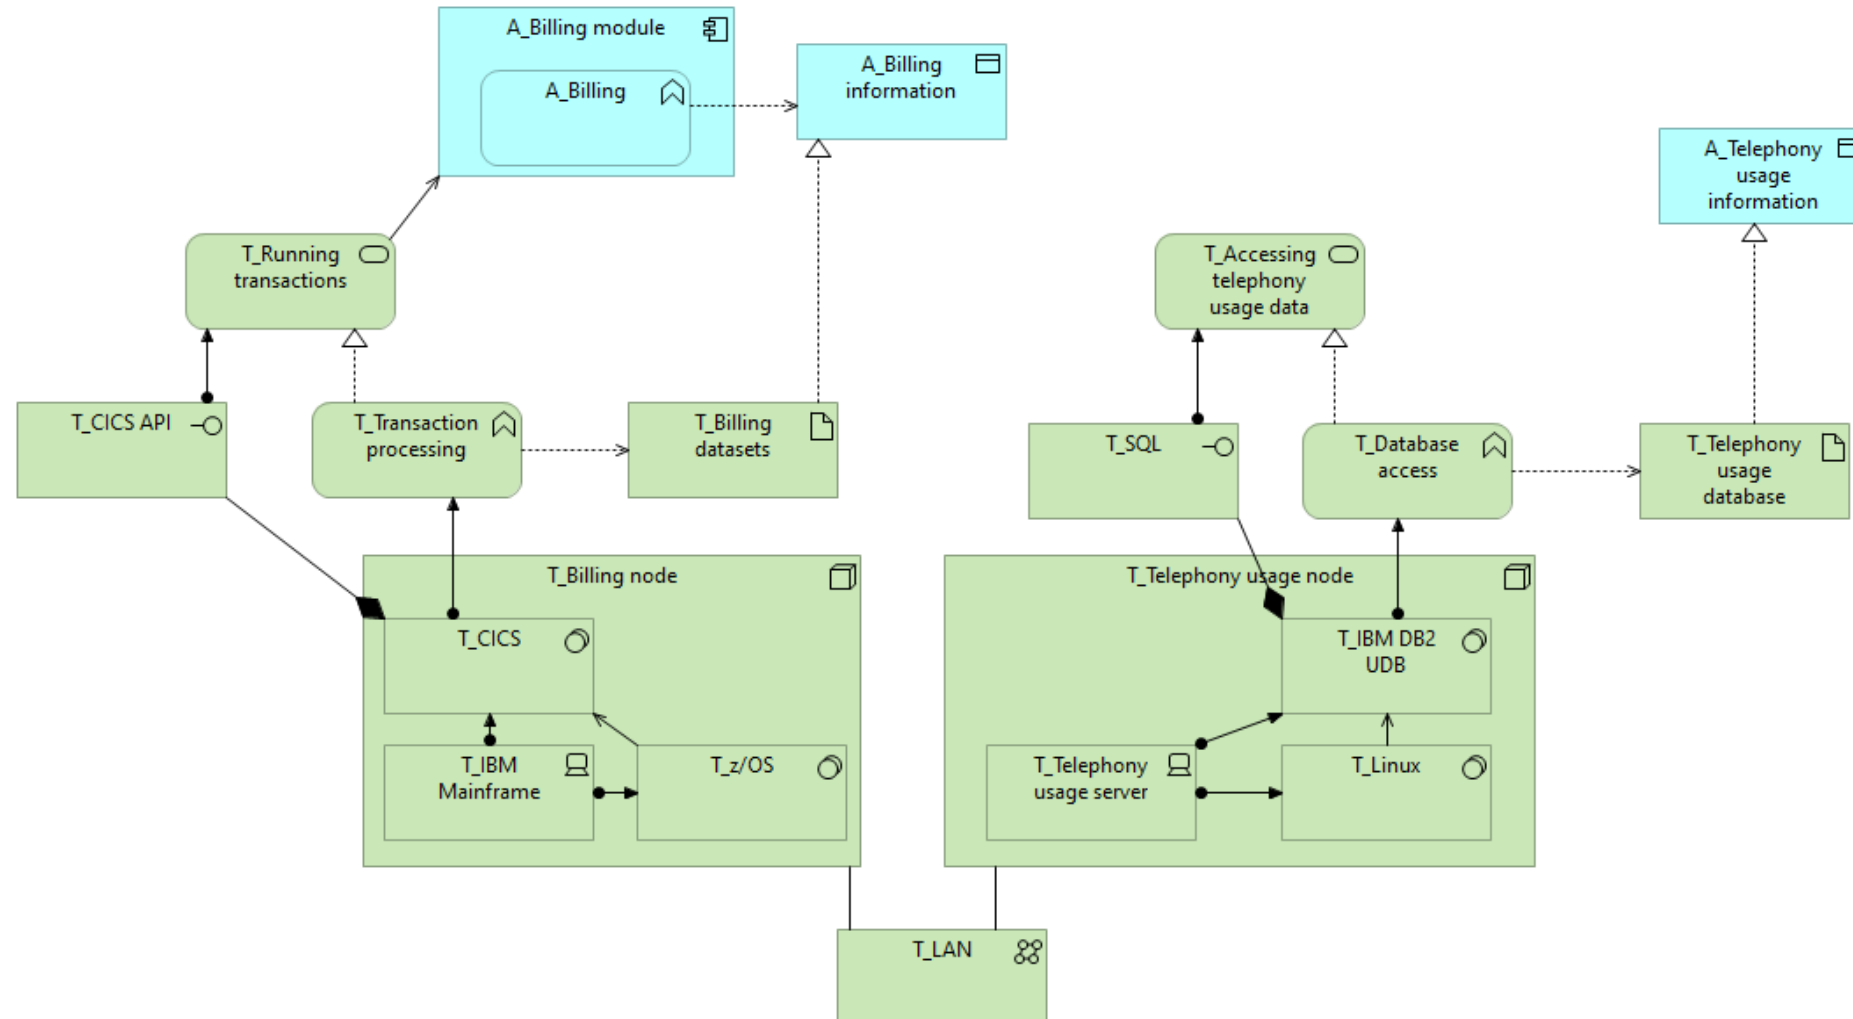 A_Billing module
A_Billing
A_Billing
information
A_Telephony
usage
information
T_Running
transactions
T_Accessing
telephony
usage data
T_CICS API
T_Transaction
processing
T_Billing
datasets
T_SQL
T_Database
access
T_Telephony
usage
database
T_Billing node
T_CICS
T_IBM
Mainframe
T_z/OS
T_Telephony usage node
T_IBM DB2
UDB
T_Telephony
usage server
T_Linux
T_LAN